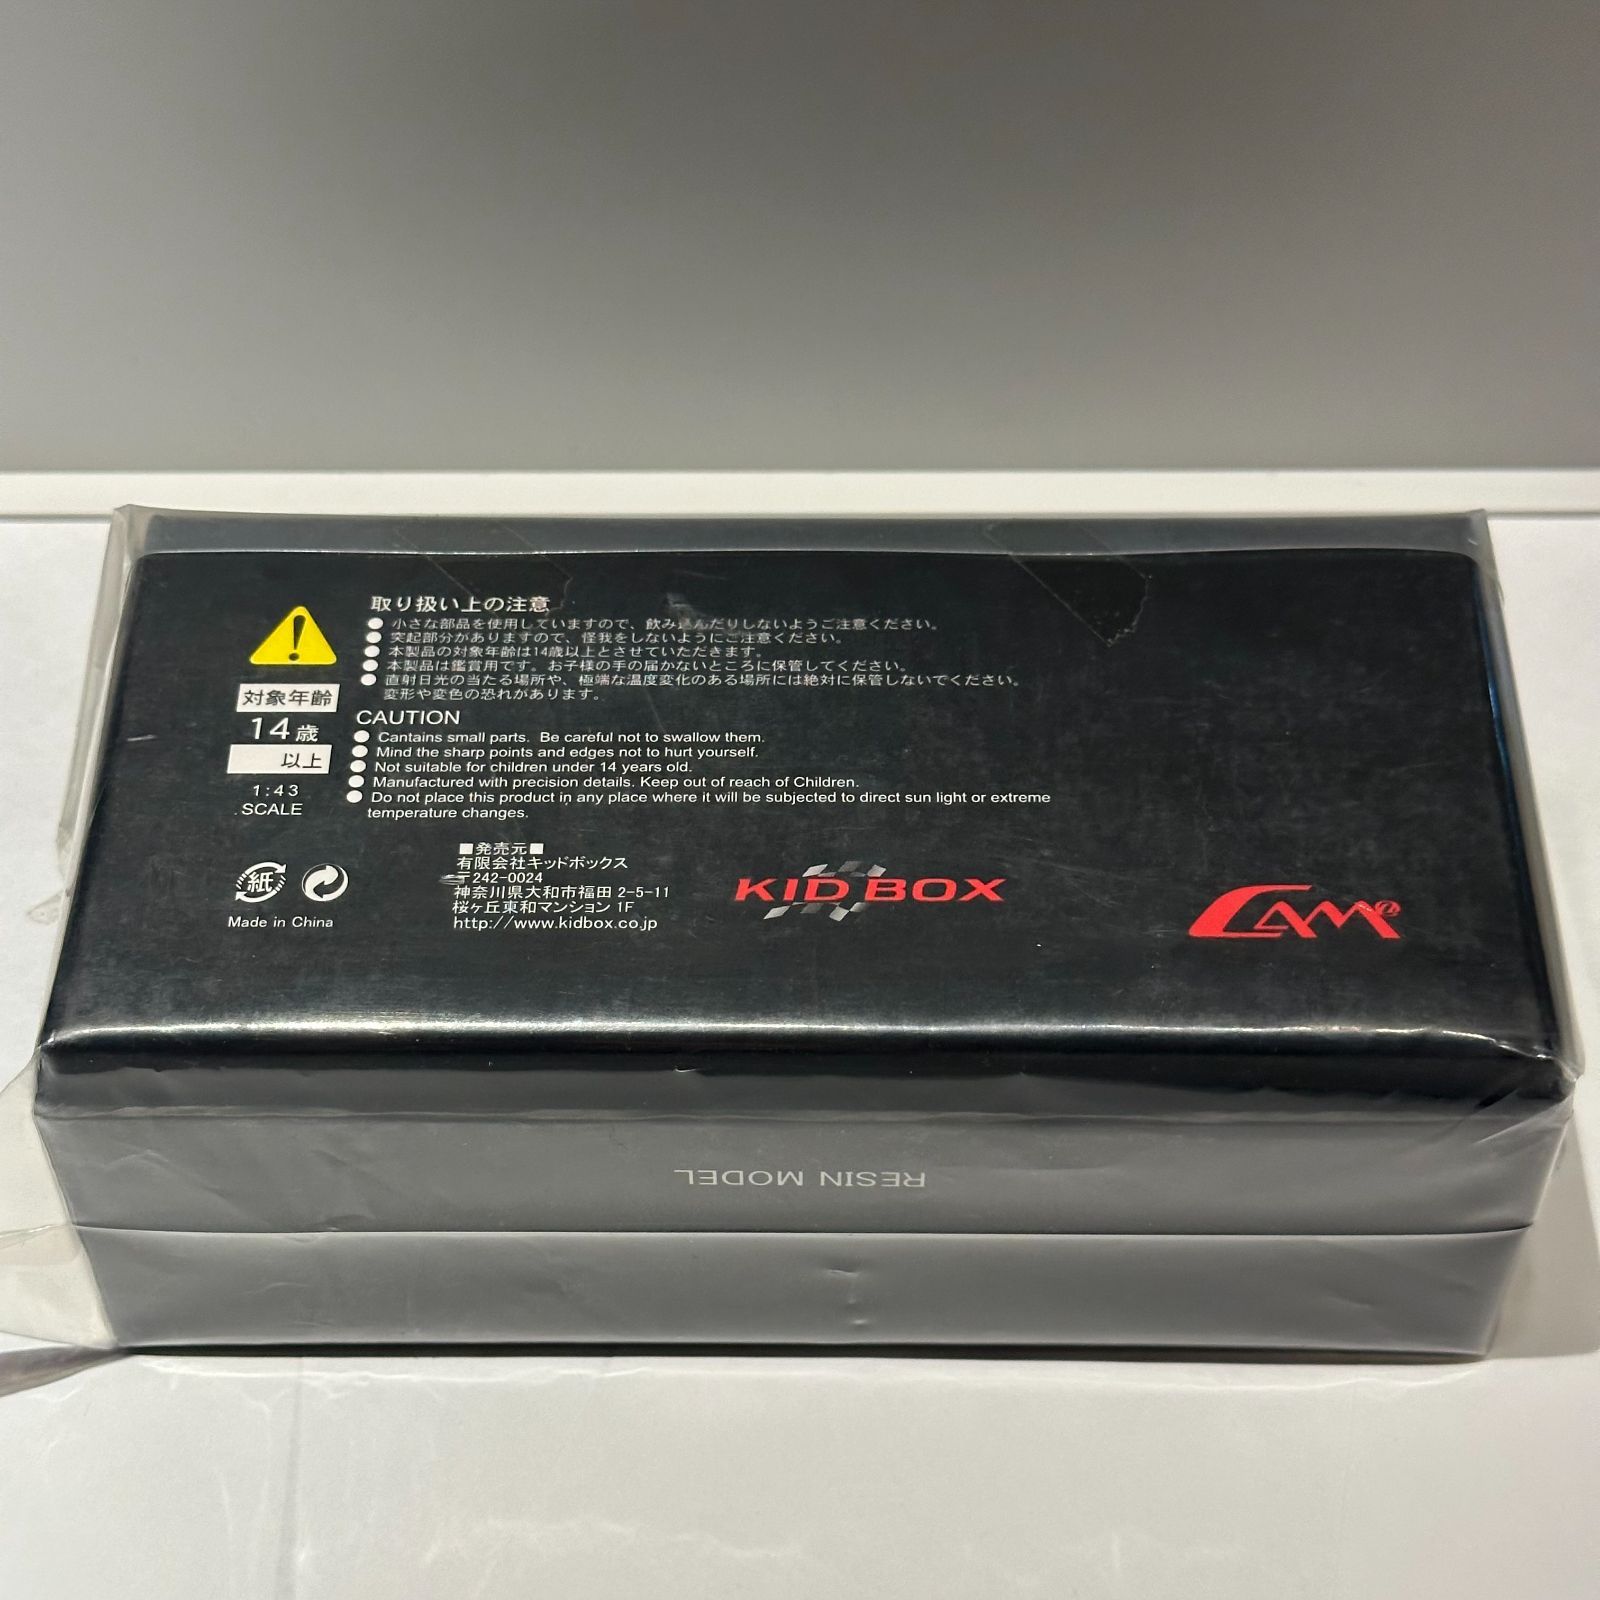 取り扱い上の注意
● 小さな部品を使用していますので、飲み込んだりしないようご注意ください。
● 突起部分がありますので、怪我をしないようにご注意ください。
● 本製品の対象年齢は14歳以上とさせていただきます。
● 本製品は鑑賞用です。お子様の手の届かないところに保管してください。
● 直射日光の当たる場所や、極端な温度変化のある場所には絶対に保管しないでください。
変形や変色の恐れがあります。
対象年齢
14歳
以上
1:43
SCALE
CAUTION
● Cantains small parts. Be careful not to swallow them.
● Mind the sharp points and edges not to hurt yourself.
● Not suitable for children under 14 years old.
● Manufactured with precision details. Keep out of reach of Children.
● Do not place this product in any place where it will be subjected to direct sun light or extreme
temperature changes.
紙
Made in China
■発売元■
有限会社キッドボックス
〒242-0024
神奈川県大和市福田 2-5-11
桜ヶ丘東和マンション 1F
http://www.kidbox.co.jp
KID BOX
CAM
RESIN MODEL